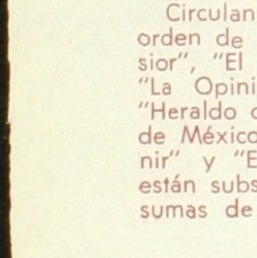 Circulan
orden de
sior", "El
"La Opini
"Heraldo
de México
nir" y "E
están subs
sumas de